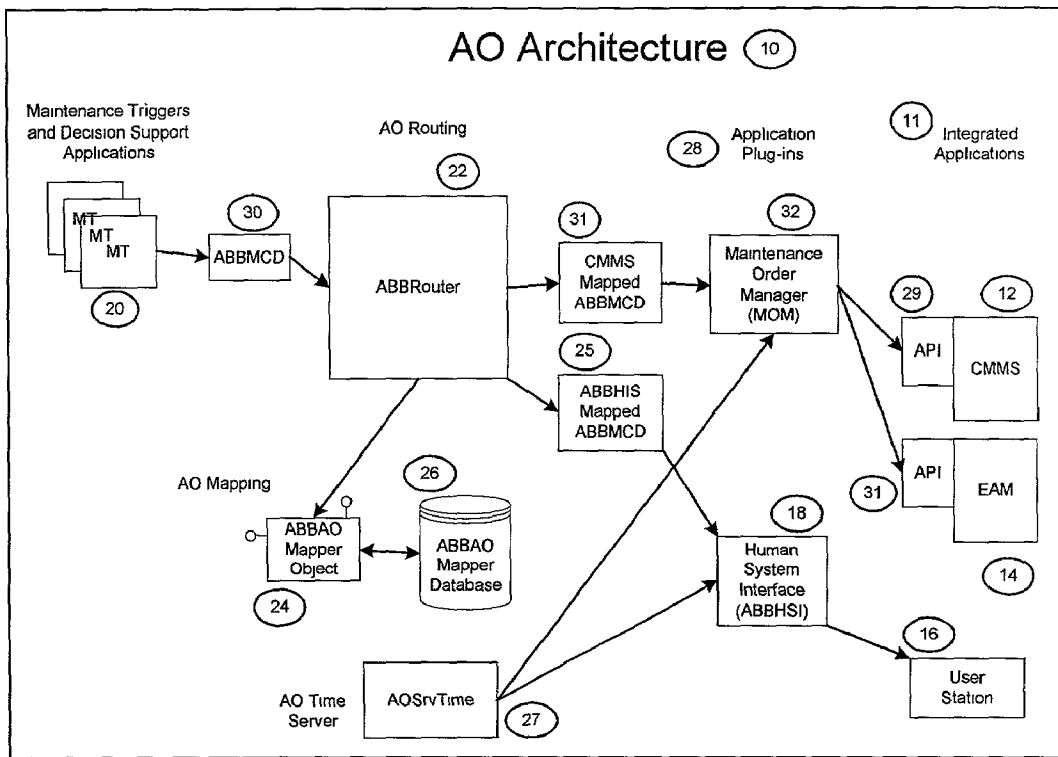 AO Architecture 10
Maintenance Triggers
and Decision Support
Applications
AO Routing
28
Application
Plug-ins
11
Integrated
Applications
22
MT
MT
MT
20
30
ABBMCD
ABBRouter
31
CMMS
Mapped
ABBMCD
32
Maintenance
Order
Manager
(MOM)
29
12
API
CMMS
25
ABBHIS
Mapped
ABBMCD
API
EAM
31
14
AO Mapping
26
ABBAO
Mapper
Object
24
ABBAO
Mapper
Database
18
Human
System
Interface
(ABBHSI)
16
User
Station
AO Time
Server
AOSrvTime
27